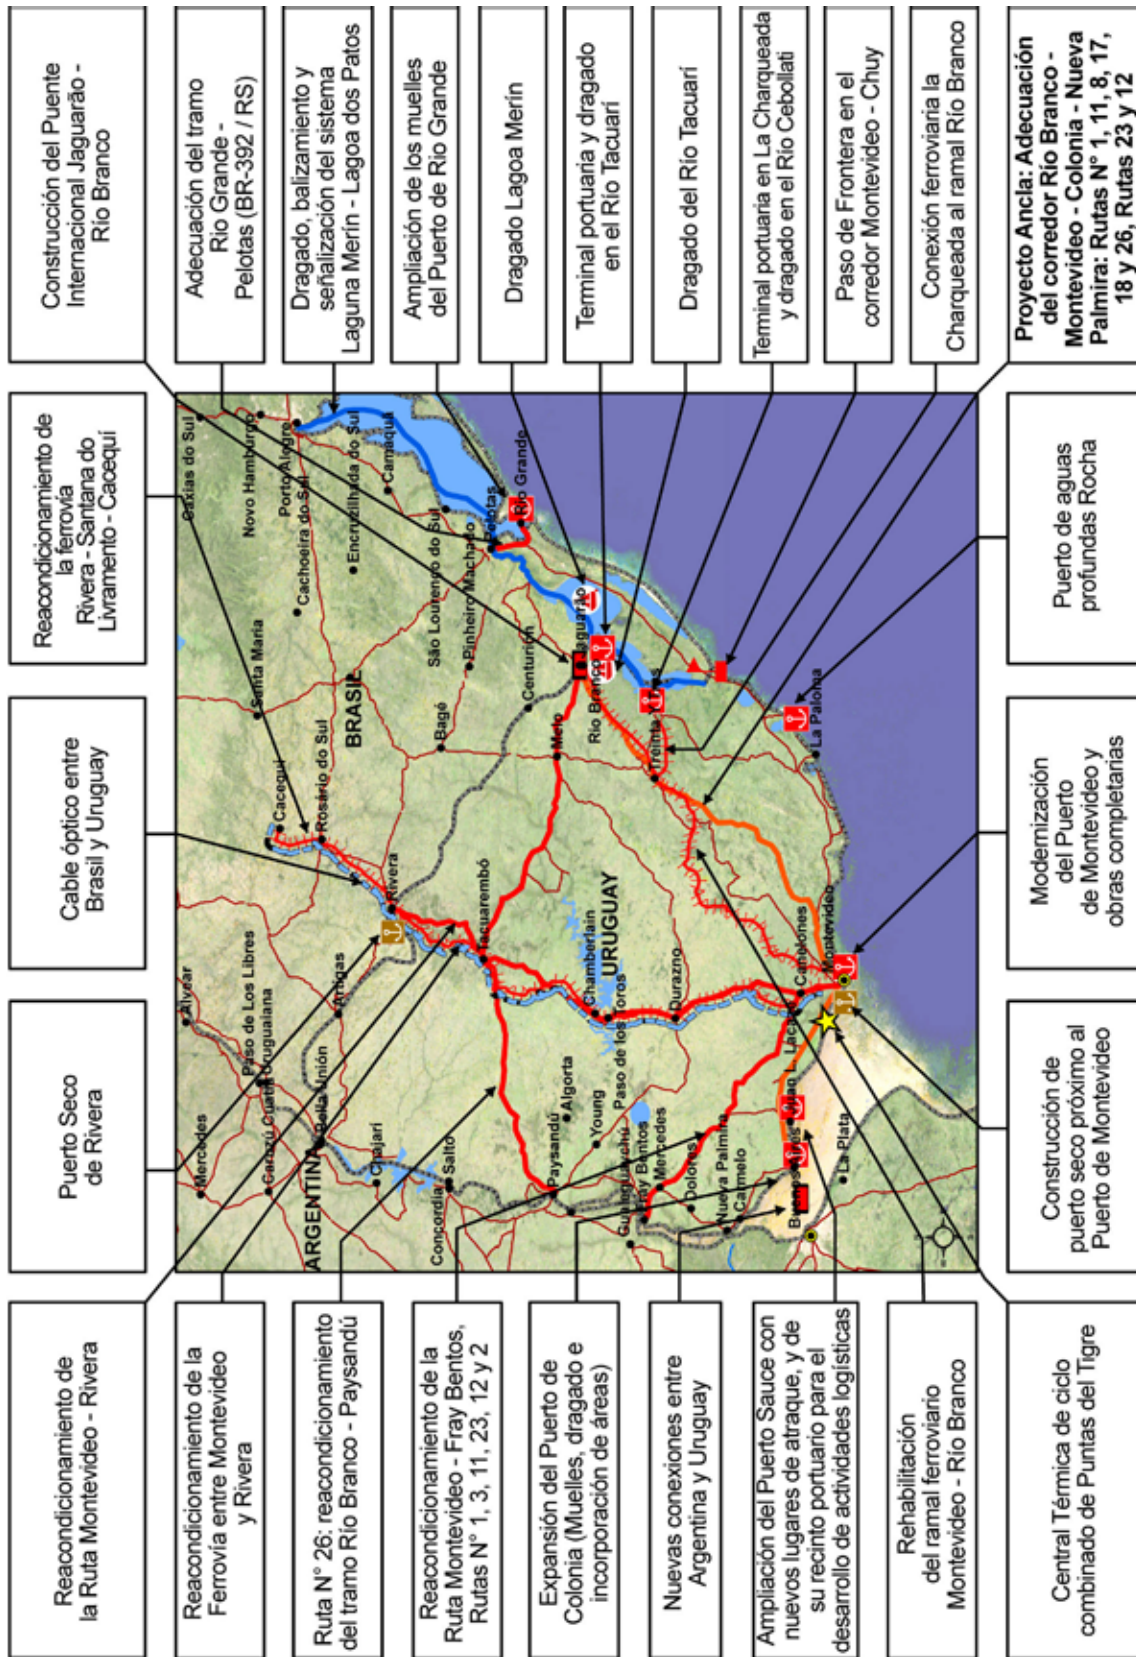 Reacondicionamiento de
la Ruta Montevideo - Rivera
Puerto Seco
de Rivera
Cable óptico entre
Brasil y Uruguay
Reacondicionamiento de
la ferrovía
Rivera - Santana do
Livramento - Cacequí
Construcción del Puente
Internacional Jaguarão -
Río Branco
Reacondicionamiento de la
Ferrovía entre Montevideo
y Rivera
Ruta N° 26: reacondicionamiento
del tramo Río Branco - Paysandú
Reacondicionamiento de la
Ruta Montevideo - Fray Bentos,
Rutas N° 1, 3, 11, 23, 12 y 2
Expansión del Puerto de
Colonia (Muelles, dragado e
incorporación de áreas)
Nuevas conexiones entre
Argentina y Uruguay
Ampliación del Puerto Sauce con
nuevos lugares de atraque, y de
su recinto portuario para el
desarrollo de actividades logísticas
Rehabilitación
del ramal ferroviario
Montevideo - Río Branco
Central Térmica de ciclo
combinado de Puntas del Tigre
Mercedes
Alvear
Paso de Los Libres
Uruguaiana
Curuzú Cuatiá
Bella Unión
Artigas
ARGENTINA
Chajarí
Salto
Concordia
Rivera
Cacequi
Rosário do Sul
Santa Maria
BRASIL
Caxias do Sul
Novo Hamburgo
Porto Alegre
Cachoeira do Sul
Encruzilhada do Sul
Camaquã
São Lourenco do Sul
Pinheiro Machado
Bagé
Pelotas
Rio Grande
Centurión
Jaguarão
Rio Branco
Melo
Tacuarembó
Paysandú
Algorta
Young
Chamberlain
Paso de los Toros
URUGUAY
Durazno
Treinta y Tres
Gualeguaychú
Fray Bentos
Mercedes
Dolores
Nueva Palmira
Carmelo
Buenos Aires
La Plata
Juan L. Lacaze
Canelones
Montevideo
La Paloma
Adecuación del tramo
Rio Grande -
Pelotas (BR-392 / RS)
Dragado, balizamiento y
señalización del sistema
Laguna Merín - Lagoa dos Patos
Ampliación de los muelles
del Puerto de Rio Grande
Dragado Lagoa Merín
Terminal portuaria y dragado
en el Río Tacuarí
Dragado del Río Tacuarí
Terminal portuaria en La Charqueada
y dragado en el Río Cebollatí
Paso de Frontera en el
corredor Montevideo - Chuy
Conexión ferroviaria la
Charqueada al ramal Río Branco
Construcción de
puerto seco próximo al
Puerto de Montevideo
Modernización
del Puerto
de Montevideo y
obras completarias
Puerto de aguas
profundas Rocha
Proyecto Ancla: Adecuación
del corredor Río Branco -
Montevideo - Colonia - Nueva
Palmira: Rutas N° 1, 11, 8, 17,
18 y 26, Rutas 23 y 12